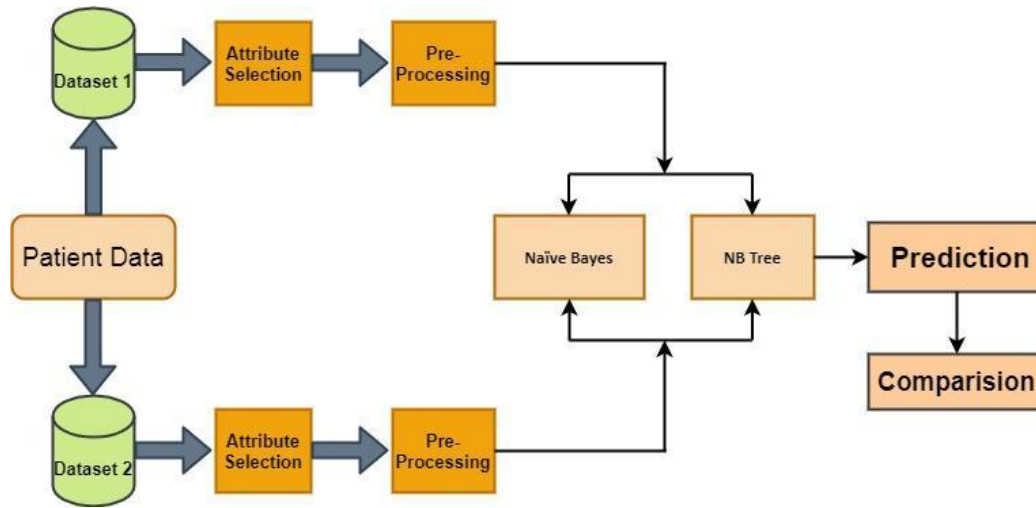 Dataset 1
Attribute
Selection
Pre-
Processing
Patient Data
Naïve Bayes
NB Tree
Prediction
Comparision
Dataset 2
Attribute
Selection
Pre-
Processing